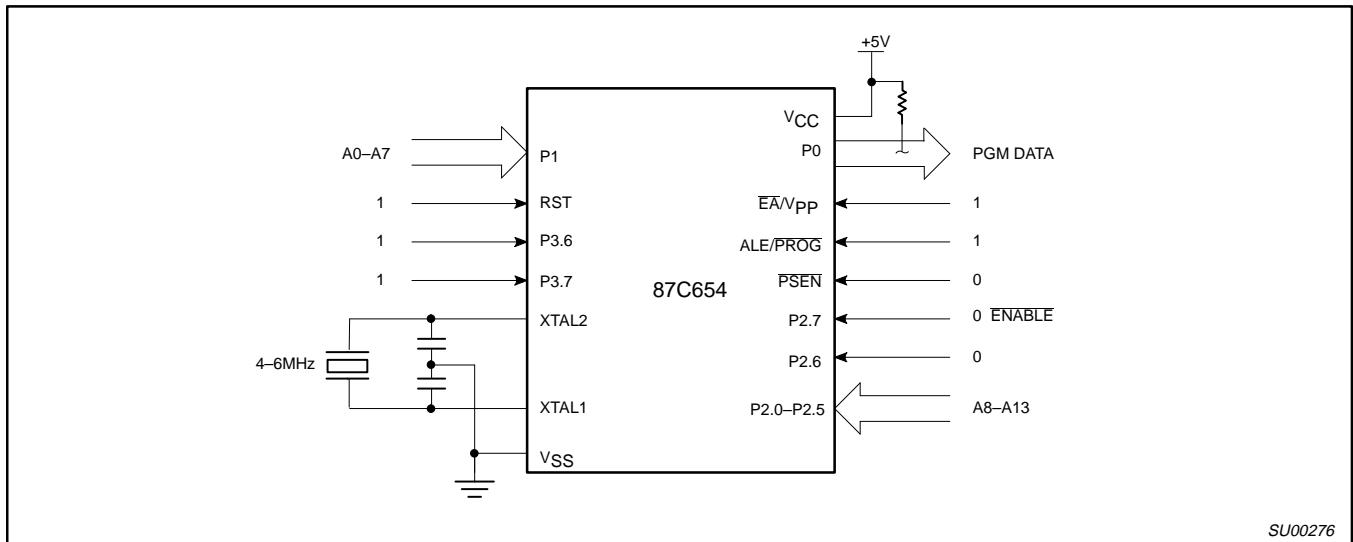 +5V
VCC
P0
PGM DATA
A0–A7
P1
1
RST
EA/VPP
1
1
P3.6
ALE/PROG
1
1
P3.7
PSEN
0
87C654
XTAL2
P2.7
0 ENABLE
4–6MHz
P2.6
0
XTAL1
P2.0–P2.5
A8–A13
VSS
SU00276